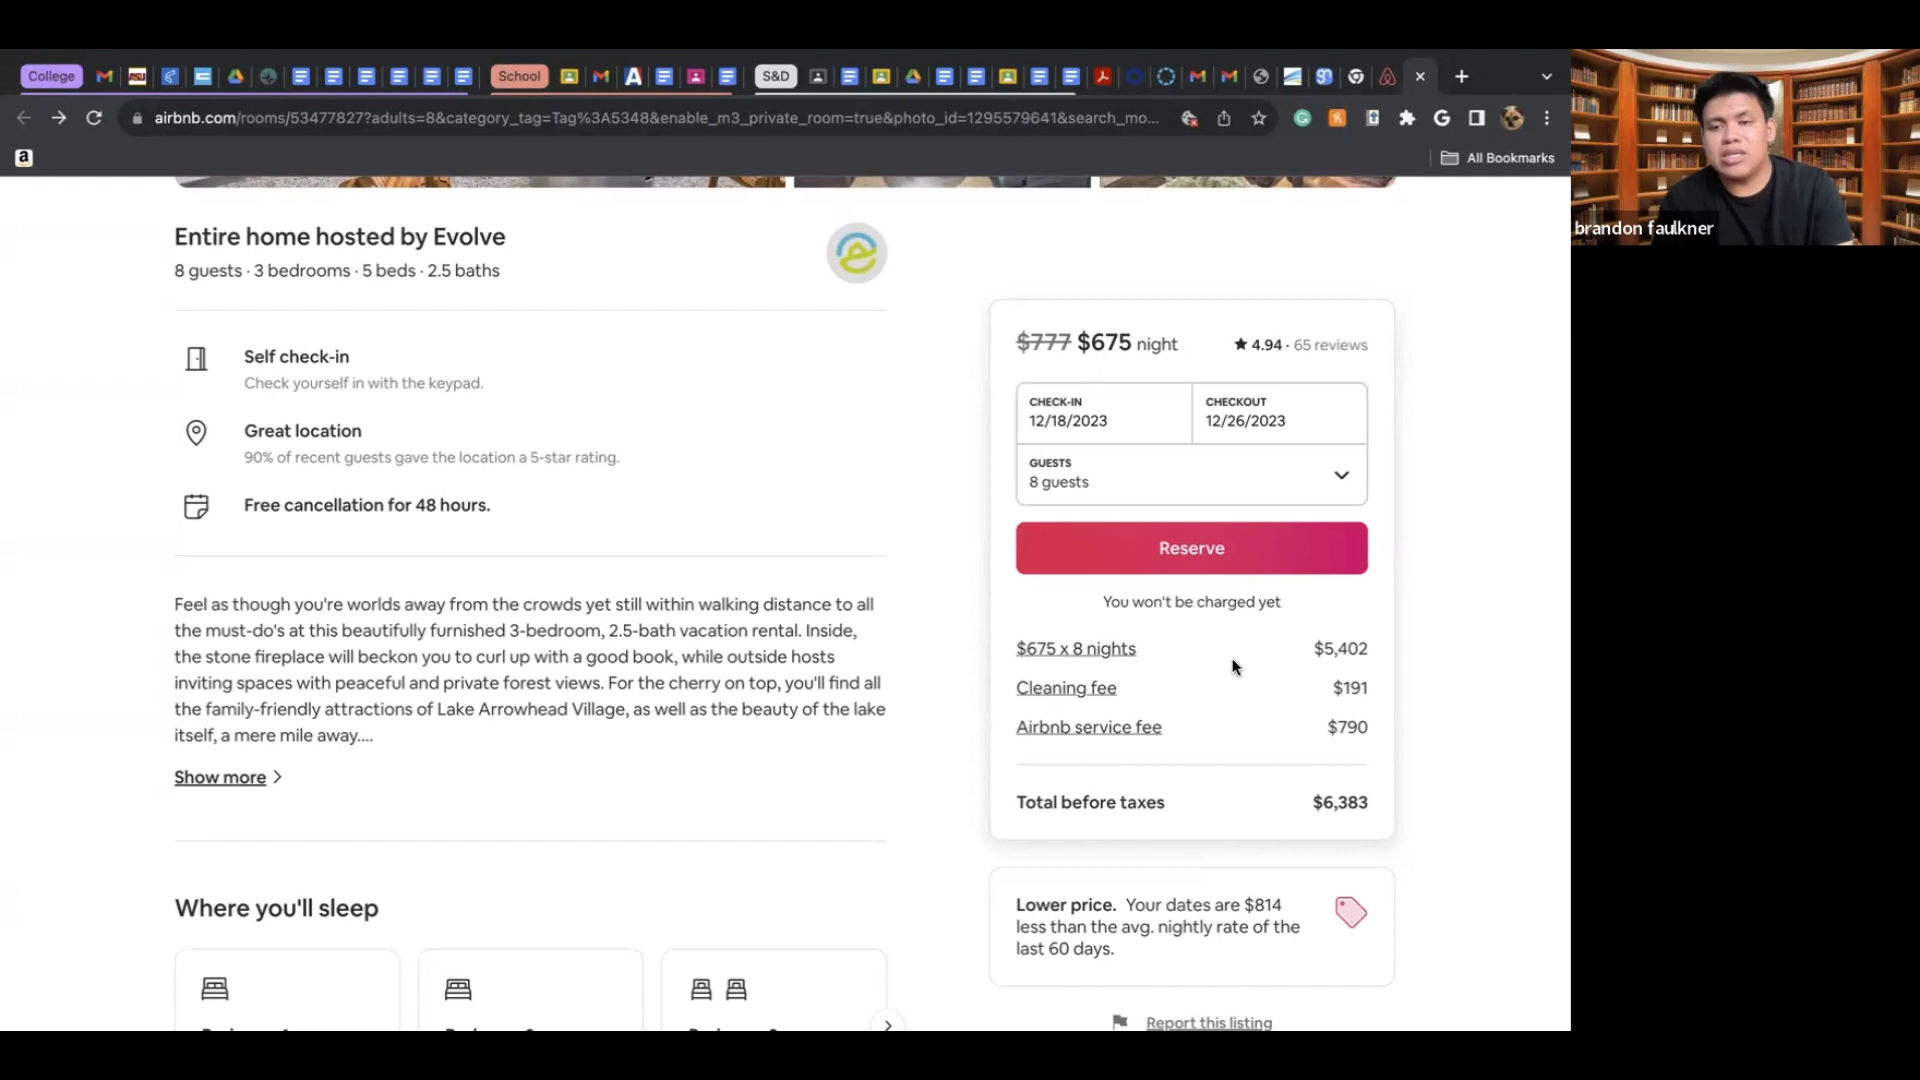 College
School
S&D
airbnb.com/rooms/53477827?adults=8&category_tag=Tag%3A5348&enable_m3_private_room=true&photo_id=1295579641&search_mo...
a
All Bookmarks
brandon faulkner
Entire home hosted by Evolve
8 guests · 3 bedrooms · 5 beds · 2.5 baths
Self check-in
Check yourself in with the keypad.
Great location
90% of recent guests gave the location a 5-star rating.
Free cancellation for 48 hours.
Feel as though you're worlds away from the crowds yet still within walking distance to all
the must-do's at this beautifully furnished 3-bedroom, 2.5-bath vacation rental. Inside,
the stone fireplace will beckon you to curl up with a good book, while outside hosts
inviting spaces with peaceful and private forest views. For the cherry on top, you'll find all
the family-friendly attractions of Lake Arrowhead Village, as well as the beauty of the lake
itself, a mere mile away....
Show more
Where you'll sleep
$777 $675 night
4.94 · 65 reviews
CHECK-IN
12/18/2023
CHECKOUT
12/26/2023
GUESTS
8 guests
Reserve
You won't be charged yet
$675 x 8 nights $5,402
Cleaning fee $191
Airbnb service fee $790
Total before taxes $6,383
Lower price. Your dates are $814
less than the avg. nightly rate of the
last 60 days.
Report this listing